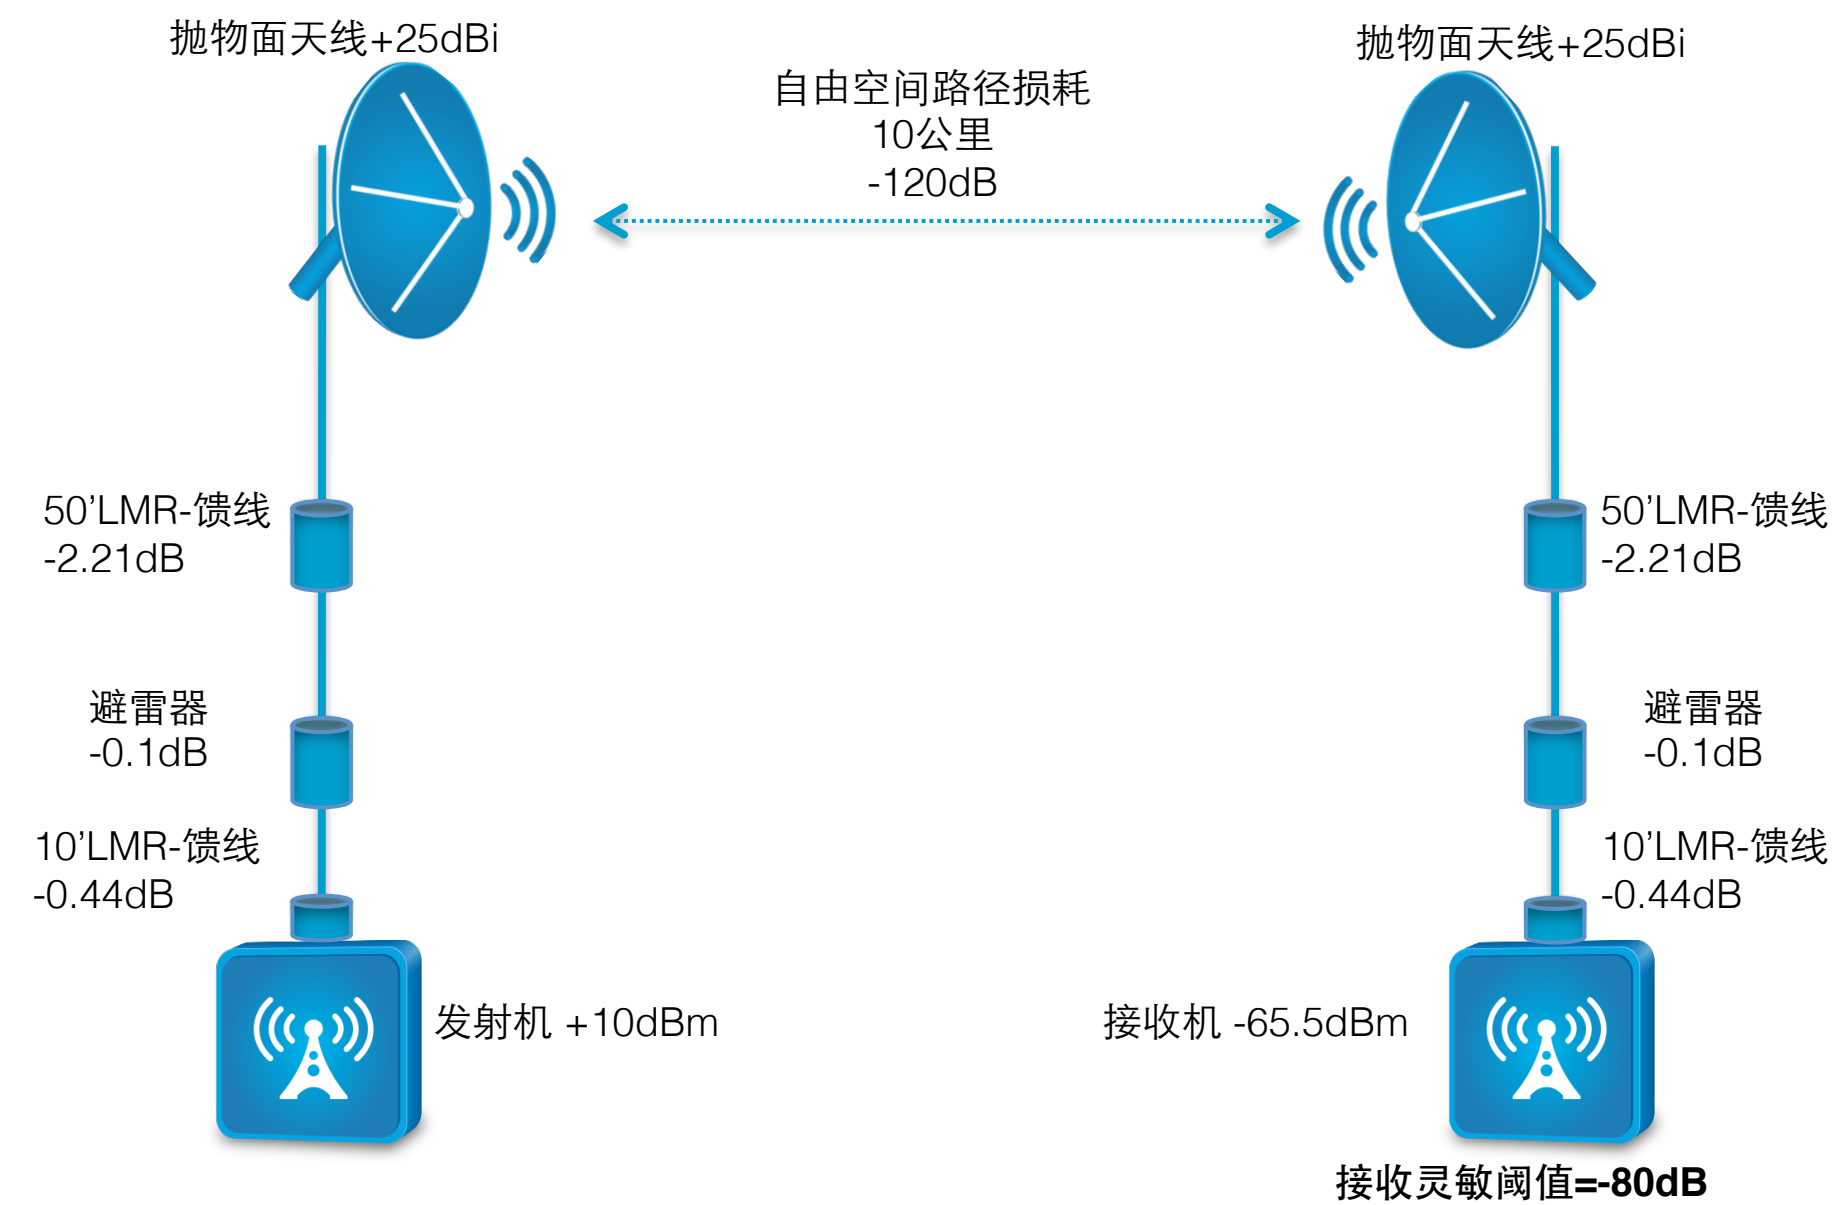 抛物面天线+25dBi
抛物面天线+25dBi
自由空间路径损耗
10公里
-120dB
50’LMR-馈线
-2.21dB
50’LMR-馈线
-2.21dB
避雷器
-0.1dB
避雷器
-0.1dB
10’LMR-馈线
-0.44dB
10’LMR-馈线
-0.44dB
发射机 +10dBm
接收机 -65.5dBm
接收灵敏阈值=-80dB